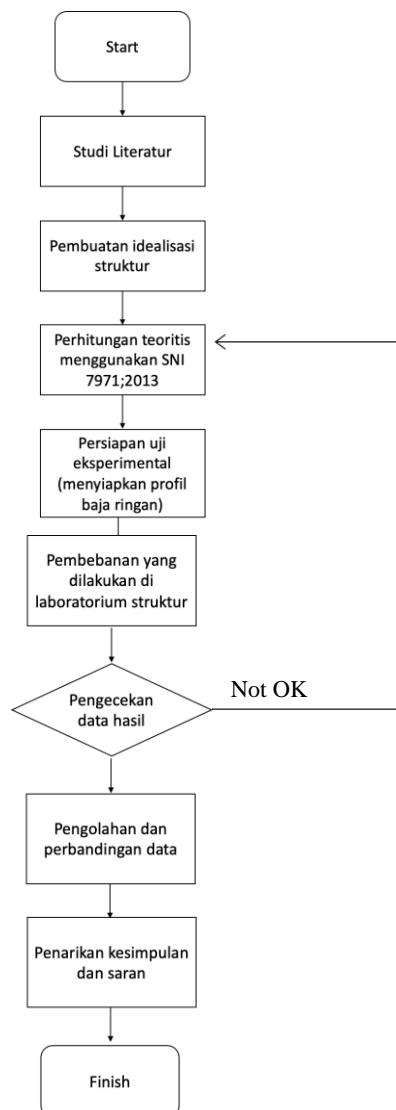 Start
Studi Literatur
Pembuatan idealisasi
struktur
Perhitungan teoritis
menggunakan SNI
7971;2013
Persiapan uji
eksperimental
(menyiapkan profil
baja ringan)
Pembebanan yang
dilakukan di
laboratorium struktur
Pengecekan
data hasil
Not OK
Pengolahan dan
perbandingan data
Penarikan kesimpulan
dan saran
Finish